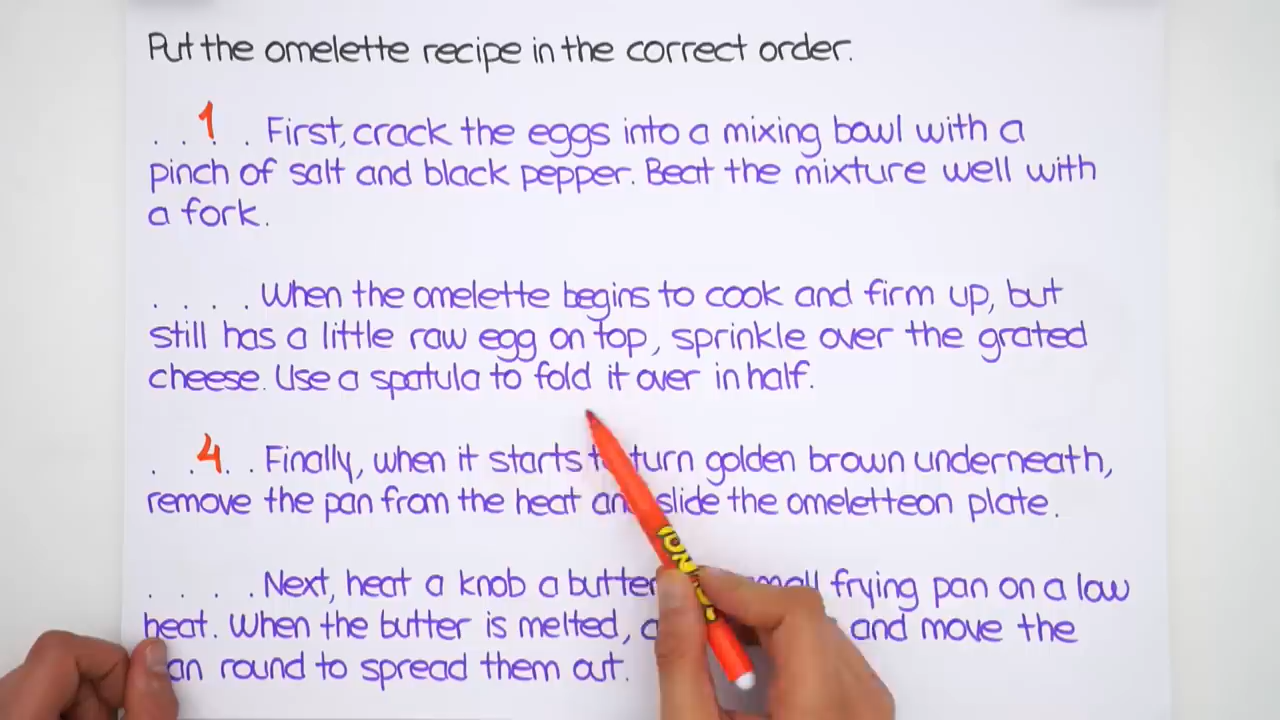 Put the omelette recipe in the correct order.
. . 1 . First, crack the eggs into a mixing bowl with a
pinch of salt and black pepper. Beat the mixture well with
a fork.
. . . . When the omelette begins to cook and firm up, but
still has a little raw egg on top, sprinkle over the grated
cheese. Use a spatula to fold it over in half.
. . 4. . Finally, when it starts turn golden brown underneath,
remove the pan from the heat slide the omeletteon plate.
. . . . Next, heat a knob a butter frying pan on a low
heat. When the butter is melted, and move the
round to spread them out.